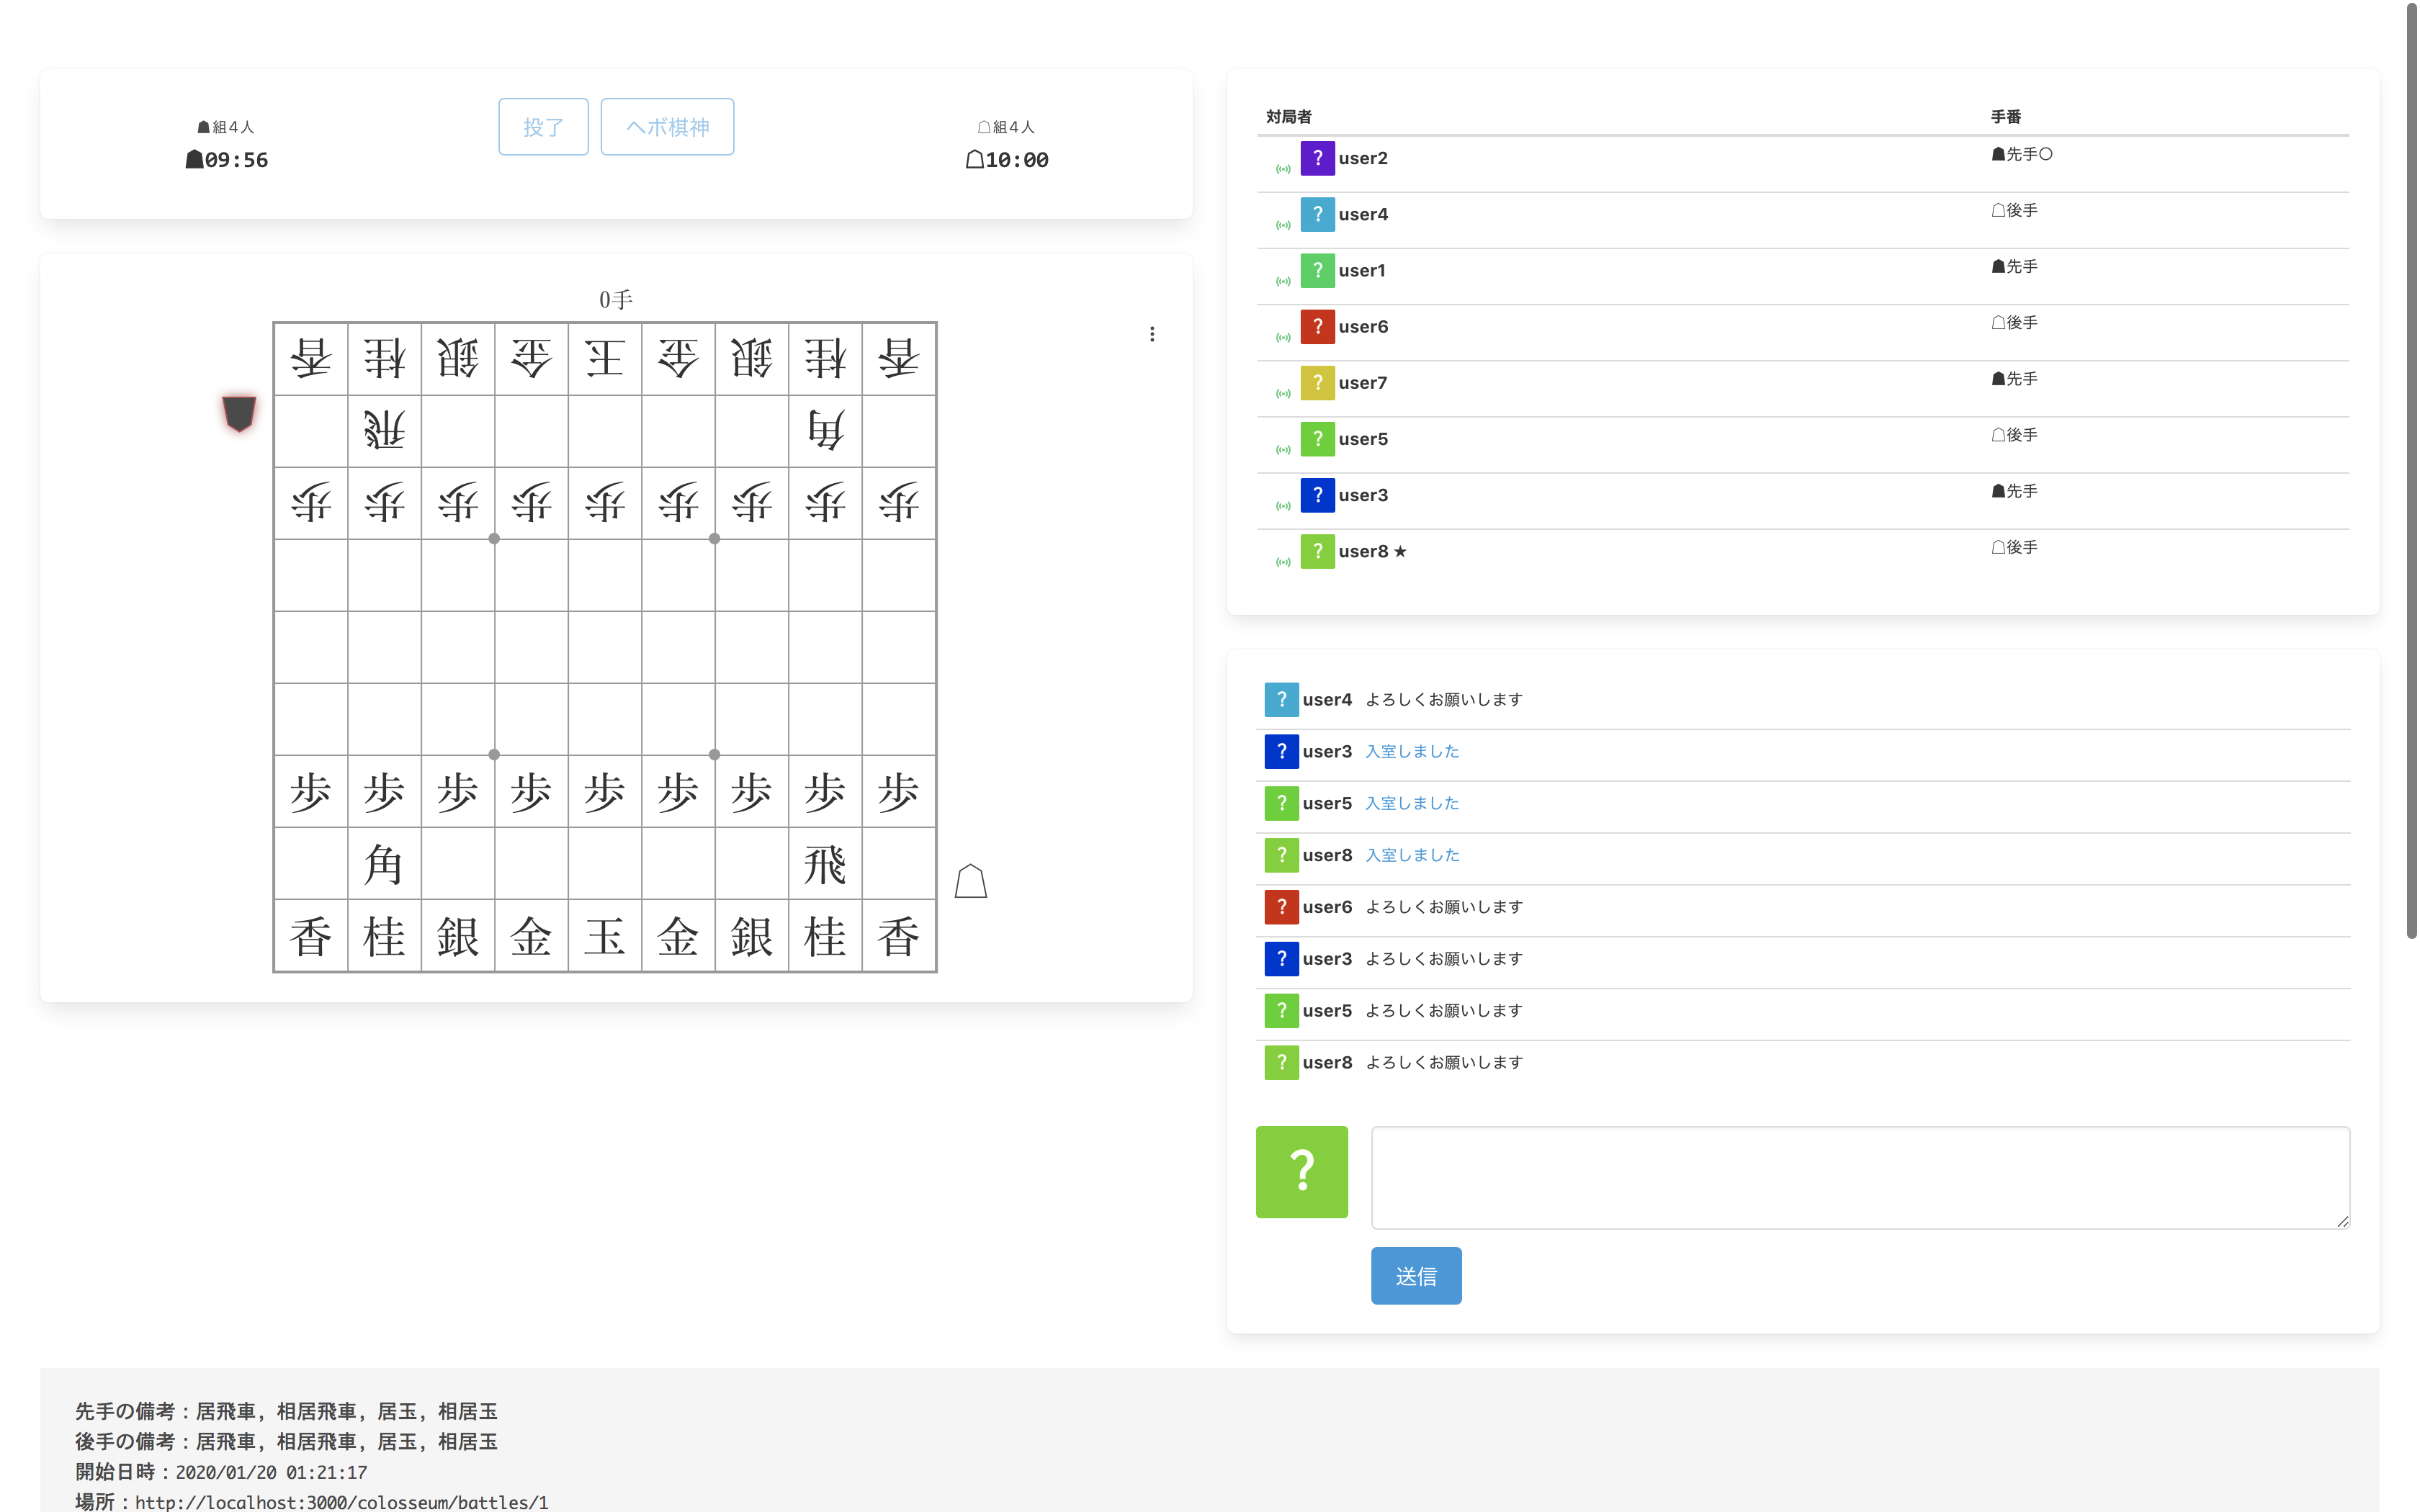 ☗組4人
☗09:56
投了
ヘボ棋神
☖組4人
☖10:00
0手
香桂銀金王金銀桂香
飛角
歩歩歩歩歩歩歩歩歩
歩歩歩歩歩歩歩歩歩
角飛
香桂銀金玉金銀桂香
対局者 手番
? user2 ☗先手〇
? user4 ☖後手
? user1 ☗先手
? user6 ☖後手
? user7 ☗先手
? user5 ☖後手
? user3 ☗先手
? user8 ★ ☖後手
? user4 よろしくお願いします
? user3 入室しました
? user5 入室しました
? user8 入室しました
? user6 よろしくお願いします
? user3 よろしくお願いします
? user5 よろしくお願いします
? user8 よろしくお願いします
?
送信
先手の備考：居飛車, 相居飛車, 居玉, 相居玉
後手の備考：居飛車, 相居飛車, 居玉, 相居玉
開始日時：2020/01/20 01:21:17
場所：http://localhost:3000/colosseum/battles/1